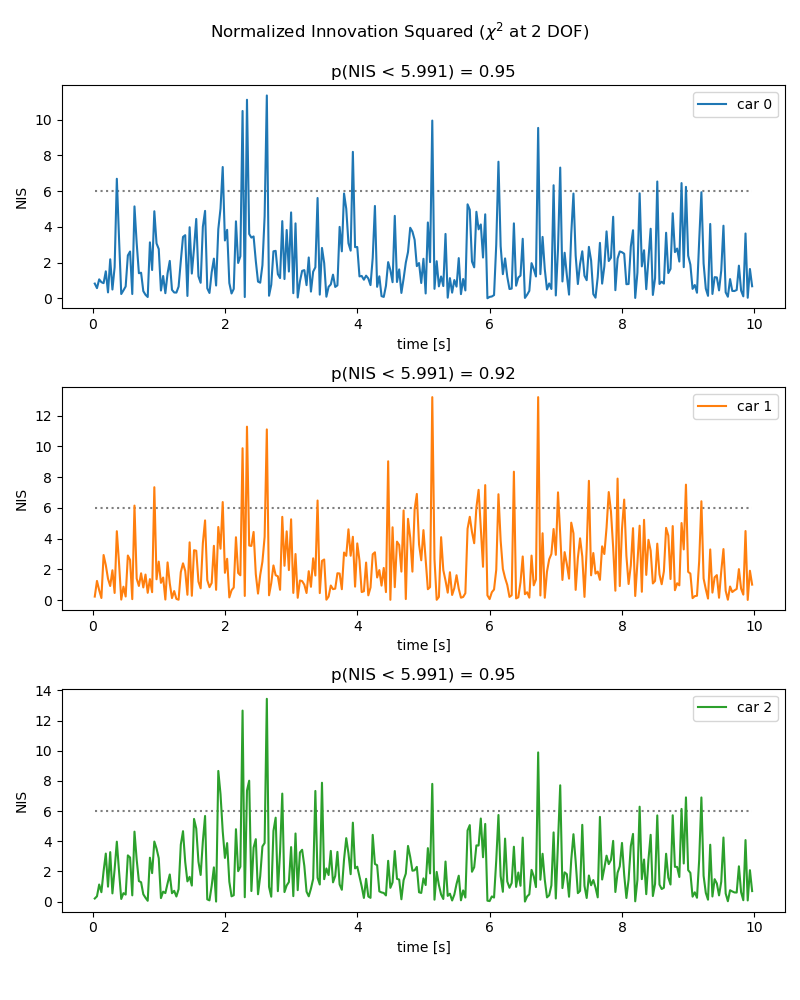 Normalized Innovation Squared (χ² at 2 DOF)
p(NIS < 5.991) = 0.95
car 0
10
8
6
4
2
0
NIS
0 2 4 6 8 10
time [s]
p(NIS < 5.991) = 0.92
car 1
12
10
8
6
4
2
0
NIS
0 2 4 6 8 10
time [s]
p(NIS < 5.991) = 0.95
car 2
14
12
10
8
6
4
2
0
NIS
0 2 4 6 8 10
time [s]